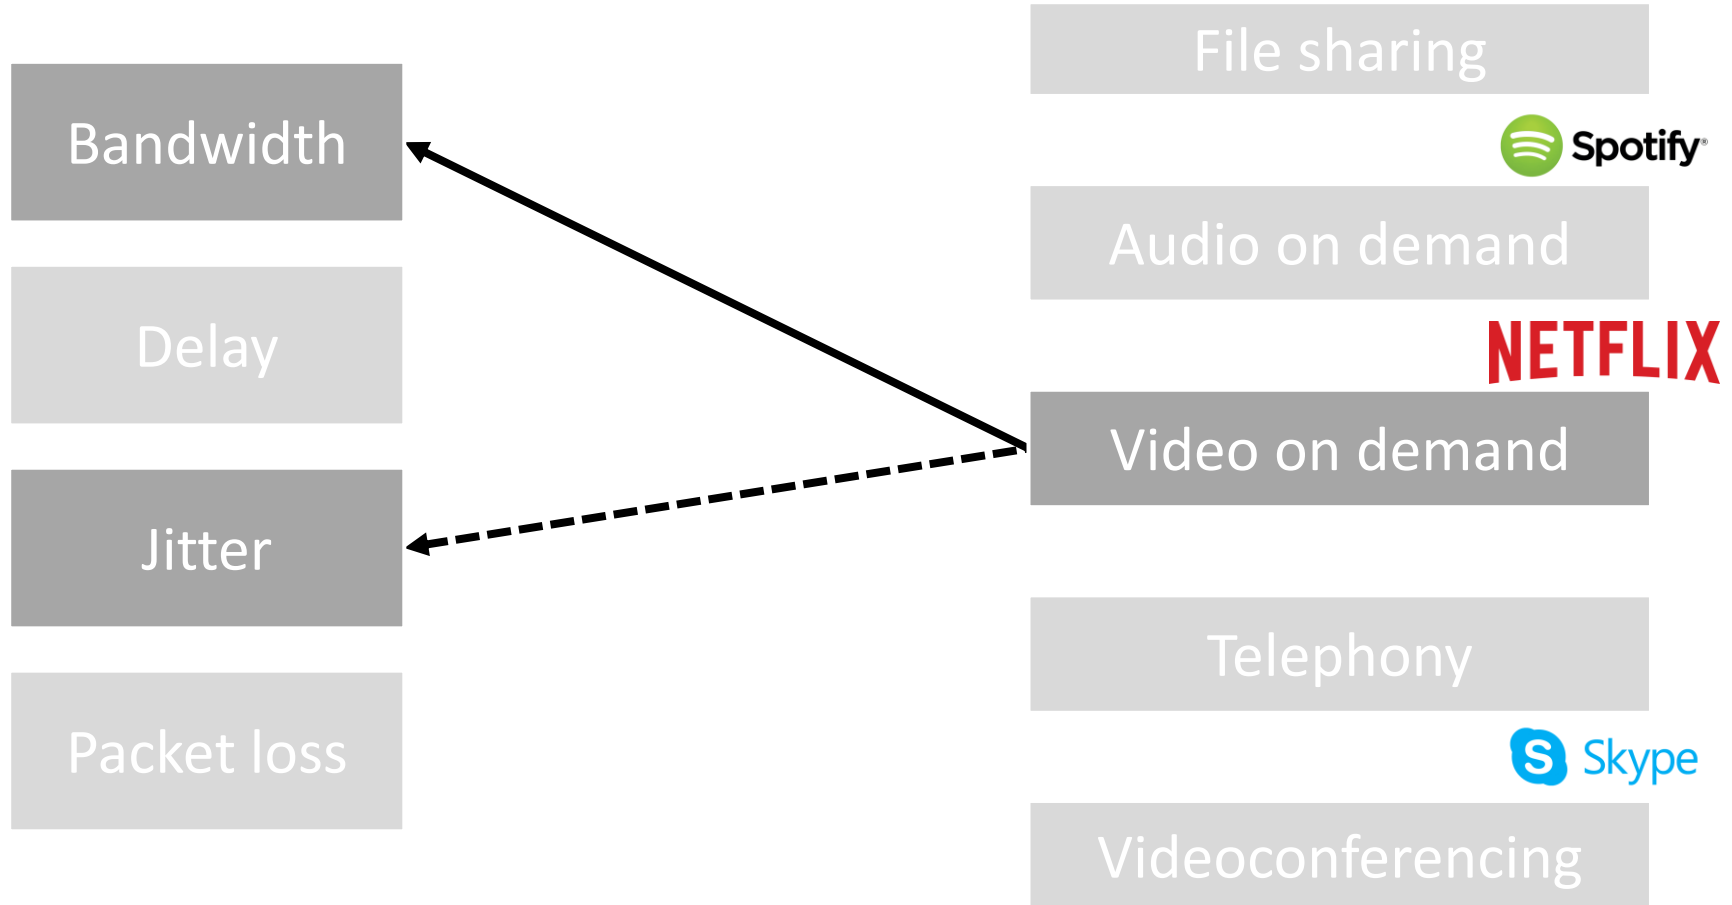 Bandwidth
Delay
Jitter
Packet loss
File sharing
Spotify®
Audio on demand
NETFLIX
Video on demand
Telephony
S Skype
Videoconferencing